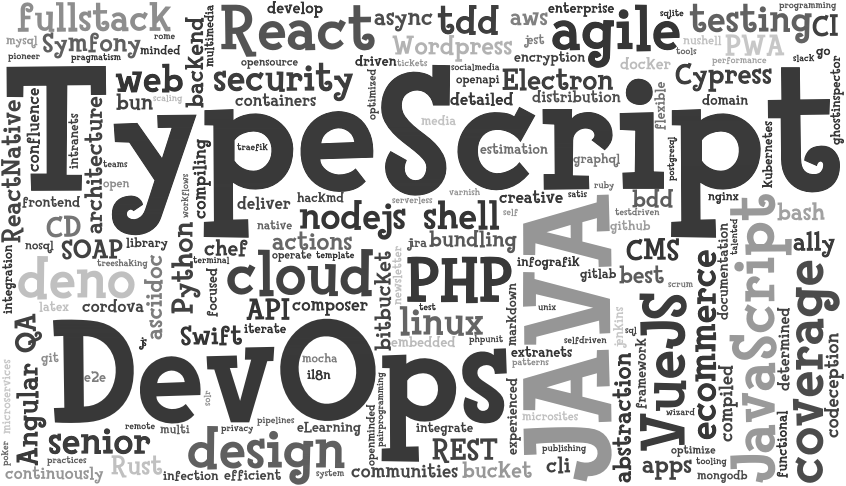 fullstack
develop
multimedia
React
async
tdd
aws
enterprise
agile
sqlite
testing
programming
CI
mysql
Symfony
rome
minded
backend
opensource
driven
tickets
Wordpress
jest
encryption
tools
nushell
PWA
performance
slack
go
pioneer
pragmatism
web
security
optimized
socialmedia
openapi
Electron
docker
Cypress
ghostinspector
bun
scaling
containers
detailed
distribution
flexible
domain
TypeScript
ReactNative
confluence
intranets
architecture
teams
open
workflows
compiling
traefik
media
estimation
graphql
postgresql
kubernetes
frontend
CD
deliver
hackmd
serverless
varnish
creative
satis
ruby
bdd
nginx
native
nodejs
shell
self
testdriven
github
JavaScript
talented
bash
nosql
SOAP
library
Python
chef
actions
jira
bundling
infografik
CMS
documentation
ally
integration
treeshaking
terminal
operate
template
newsletter
gitlab
best
scrum
deno
asciidoc
focused
cloud
bitbucket
PHP
JAVA
ecommerce
coverage
latex
cordova
API
composer
test
markdown
unix
jenkins
sql
VueJS
QA
js
Swift
iterate
linux
embedded
phpunit
selfdriven
framework
determined
codeception
microservices
git
DevOps
mocha
i18n
extranets
patterns
e2e
solr
pairprogramming
experienced
abstraction
compiled
Angular
microsites
wizard
functional
remote
multi
privacy
pipelines
eLearning
openminded
integrate
poker
senior
design
REST
publishing
optimize
practices
tooling
continuously
Rust
infection
efficient
system
communities
bucket
cli
apps
mongodb